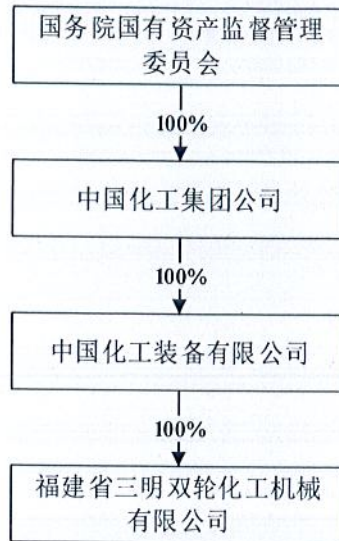 国务院国有资产监督管理
委员会
100%
中国化工集团公司
100%
中国化工装备有限公司
100%
福建省三明双轮化工机械
有限公司